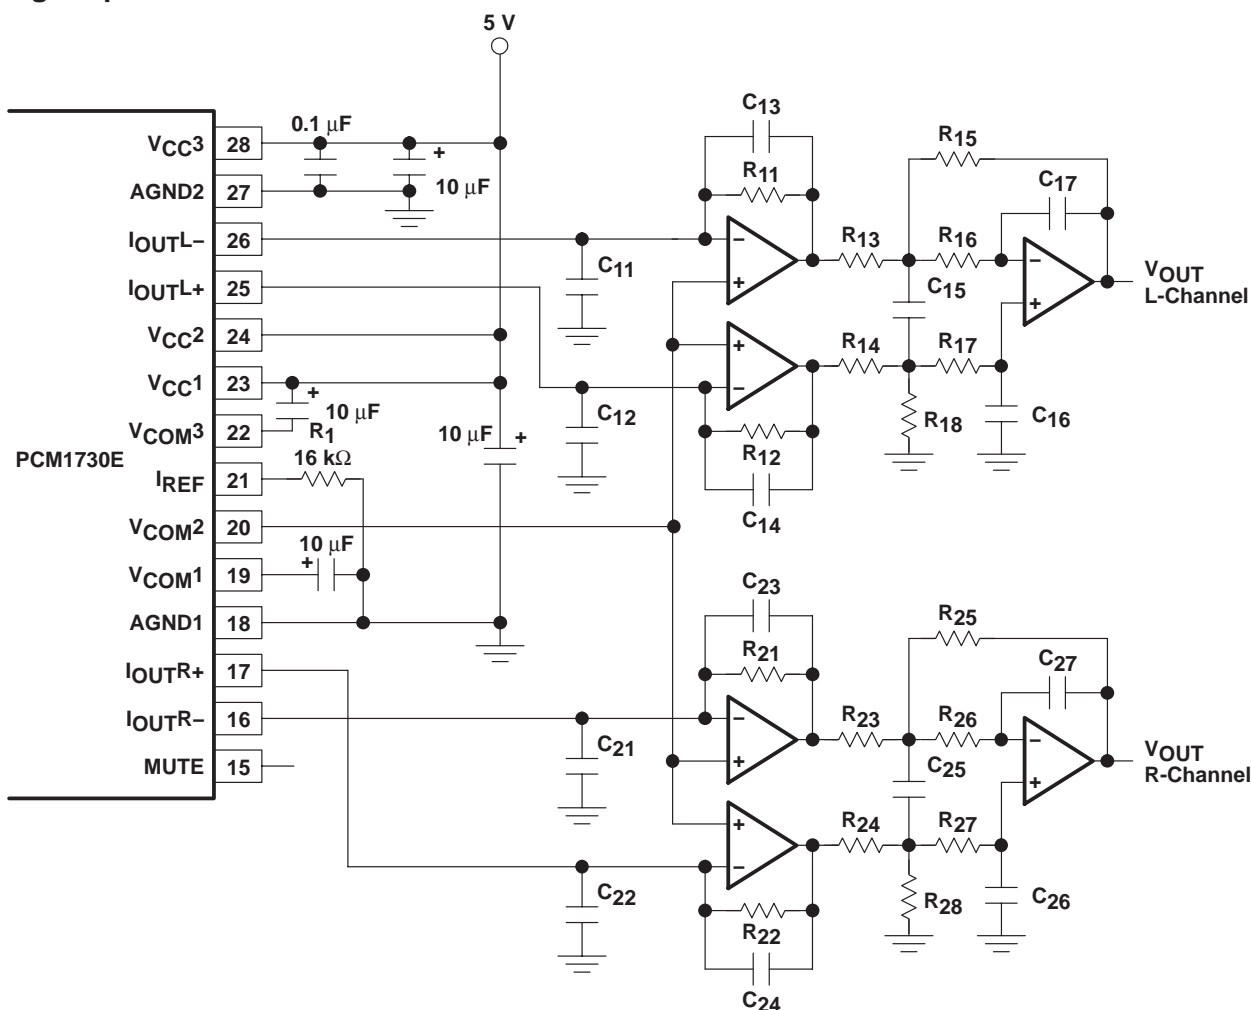 5 V
PCM1730E
VCC3 28
AGND2 27
IOUTL– 26
IOUTL+ 25
VCC2 24
VCC1 23
VCOM3 22
IREF 21
VCOM2 20
VCOM1 19
AGND1 18
IOUTR+ 17
IOUTR– 16
MUTE 15
0.1 μF
+
10 μF
+
10 μF
R1
16 kΩ
10 μF
+
10 μF +
C11
C12
C13
R11
–
+
+
–
R12
C14
R13
R14
R15
C15
R16
R17
R18
C16
C17
–
+
VOUT
L-Channel
C21
C22
C23
R21
–
+
+
–
R22
C24
R23
R24
R25
C25
R26
R27
R28
C26
C27
–
+
VOUT
R-Channel